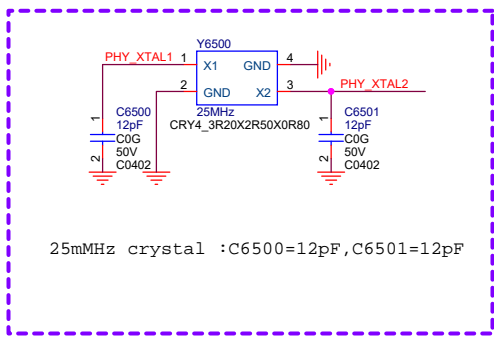 Y6500
PHY_XTAL1 1 X1 GND 4
2 GND X2 3 PHY_XTAL2
25MHz
CRY4_3R20X2R50X0R80
1 C6500
12pF
C0G
2 50V
C0402
1 C6501
12pF
C0G
2 50V
C0402
25mMHz crystal :C6500=12pF,C6501=12pF